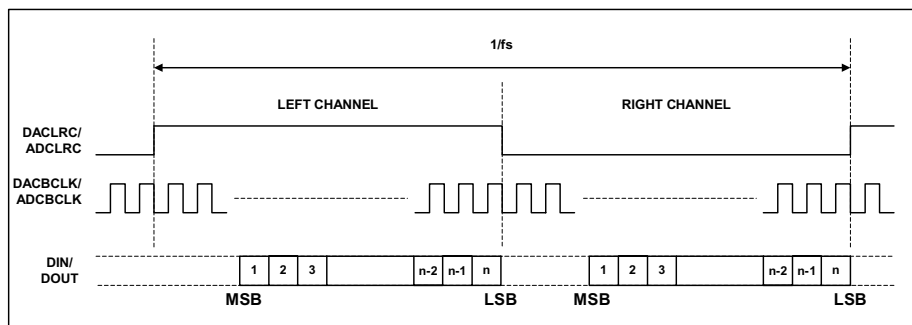 1/fs
LEFT CHANNEL
RIGHT CHANNEL
DACLRC/
ADCLRC
DACBCLK/
ADCBCLK
DIN/
DOUT
1 2 3 n-2 n-1 n 1 2 3 n-2 n-1 n
MSB LSB MSB LSB